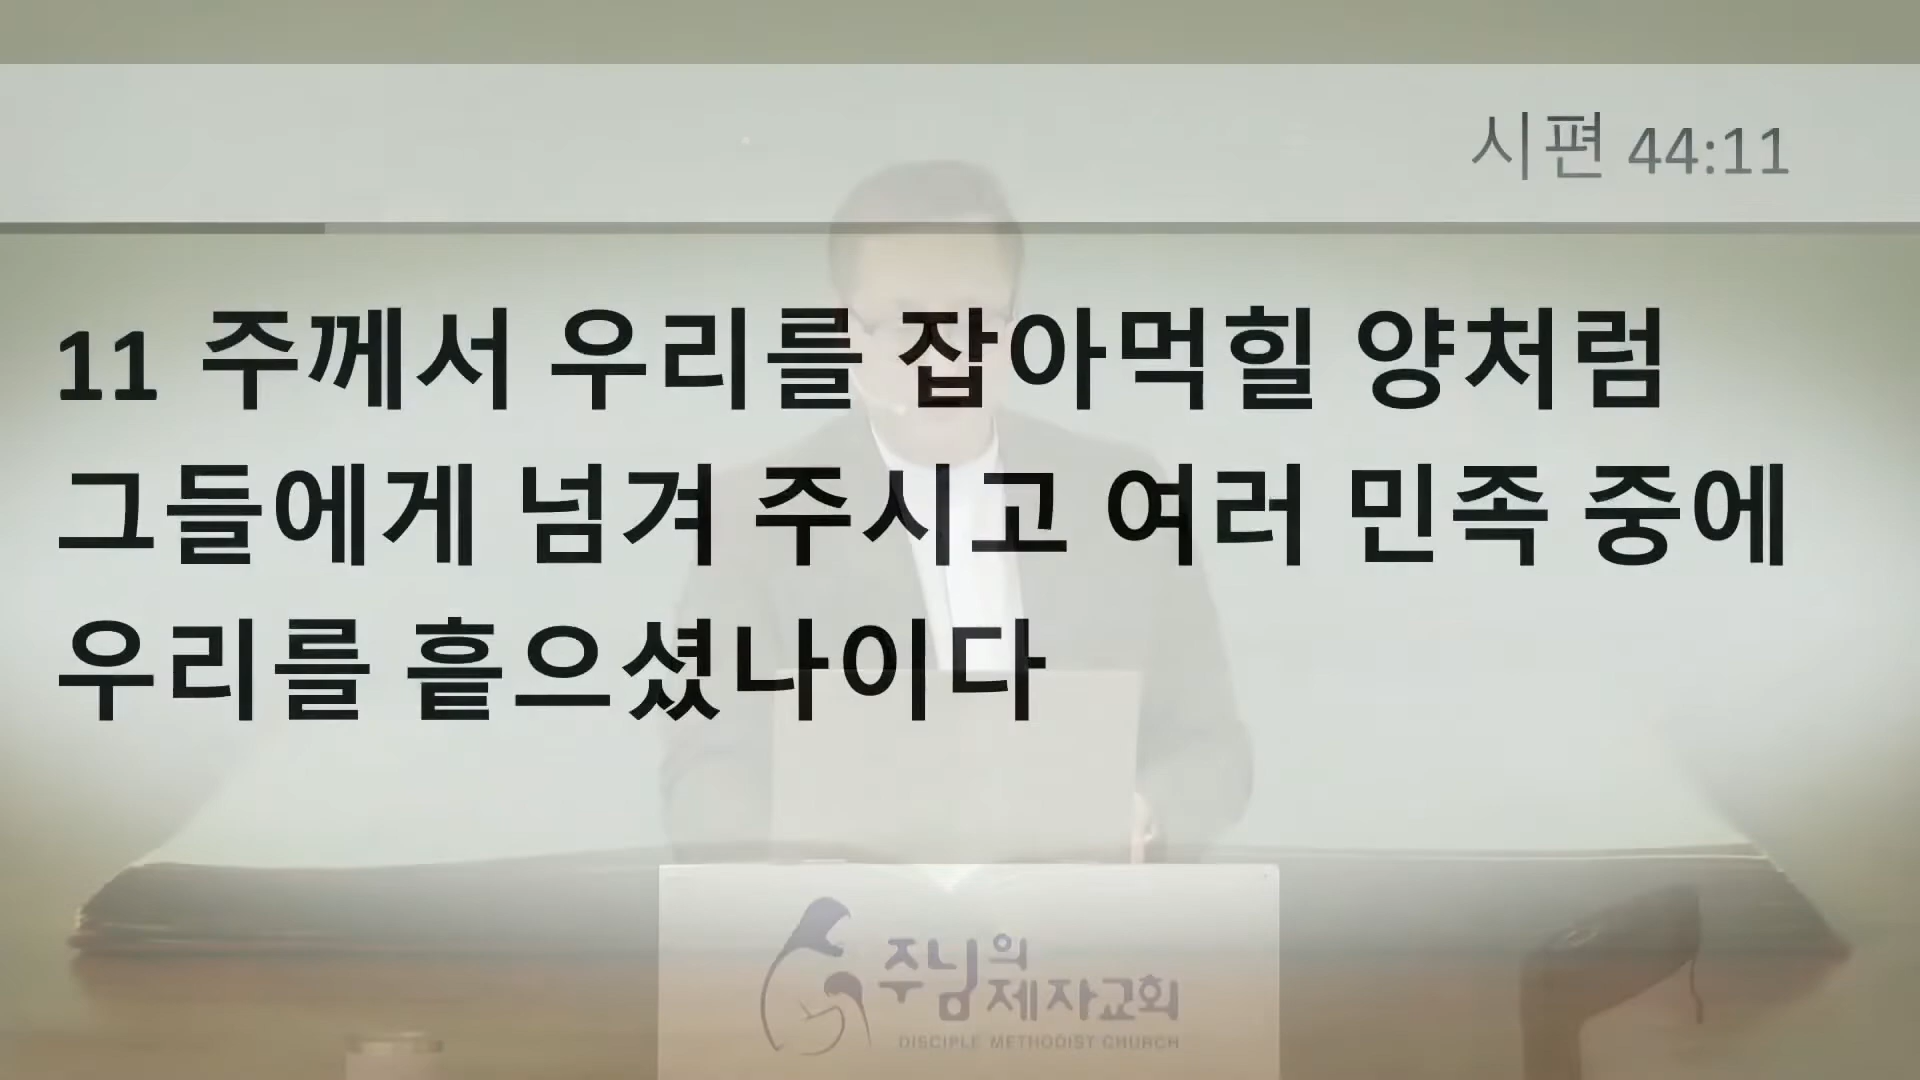 시편 44:11
11 주께서 우리를 잡아먹힐 양처럼
그들에게 넘겨 주시고 여러 민족 중에
우리를 흩으셨나이다
주님의
제자교회
DISCIPLE METHODIST CHURCH